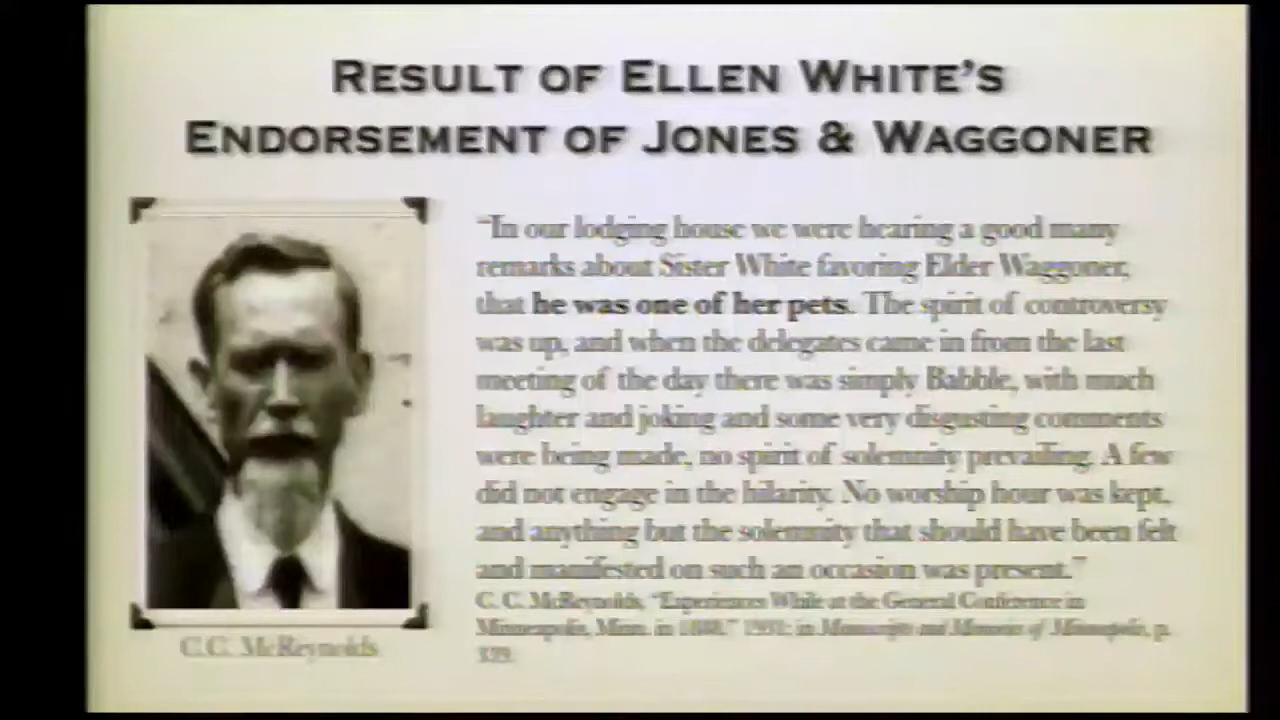 RESULT OF ELLEN WHITE'S
ENDORSEMENT OF JONES & WAGGONER
"In our lodging house we were hearing a good many
remarks about Sister White favoring Elder Waggoner,
that he was one of her pets. The spirit of controversy
was up, and when the delegates came in from the last
meeting of the day there was simply Babble, with much
laughter and joking and some very disgusting comments
were being made, no spirit of solemnity prevailing. A few
did not engage in the hilarity. No worship hour was kept,
and anything but the solemnity that should have been felt
and manifested on such an occasion was present."
C. C. McReynolds, "Experiences While at the General Conference in
Minneapolis, Minn. in 1888," in Manuscripts and Memories of Minneapolis, p.
C.C. McReynolds